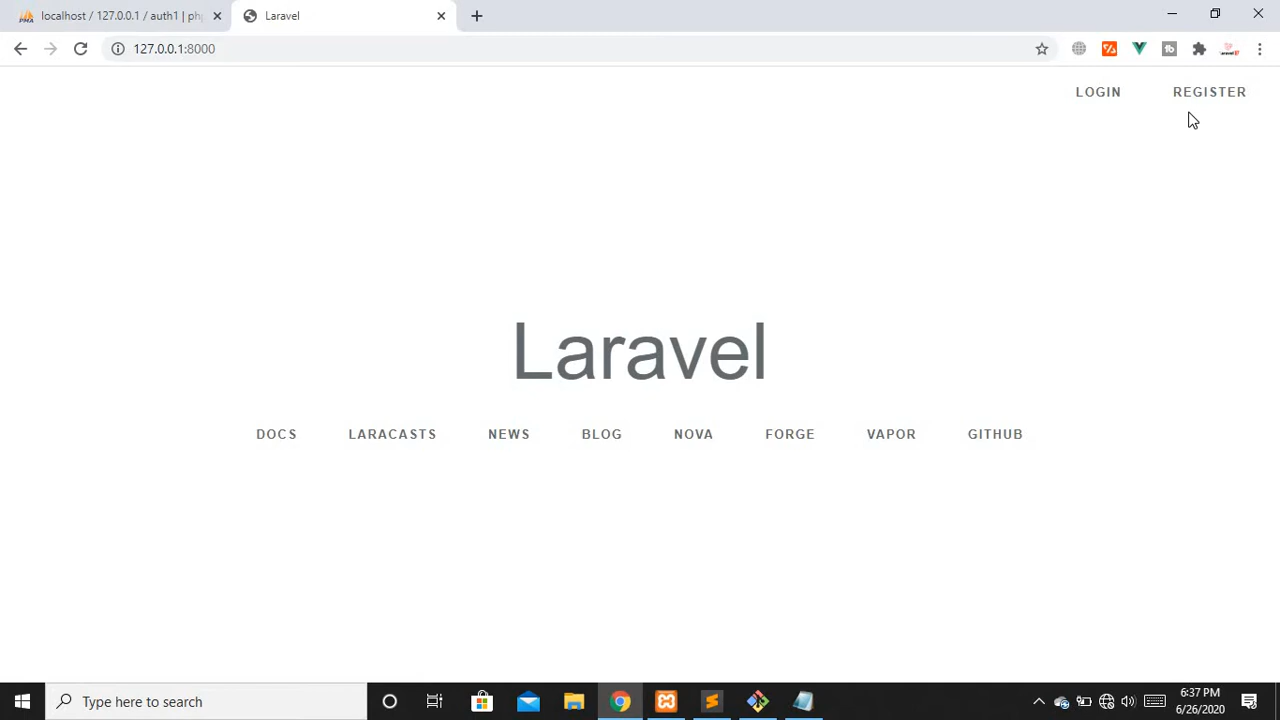 localhost / 127.0.0.1 / auth1 | php
Laravel
127.0.0.1:8000
LOGIN REGISTER
Laravel
DOCS LARACASTS NEWS BLOG NOVA FORGE VAPOR GITHUB
Type here to search
6:37 PM
6/26/2020